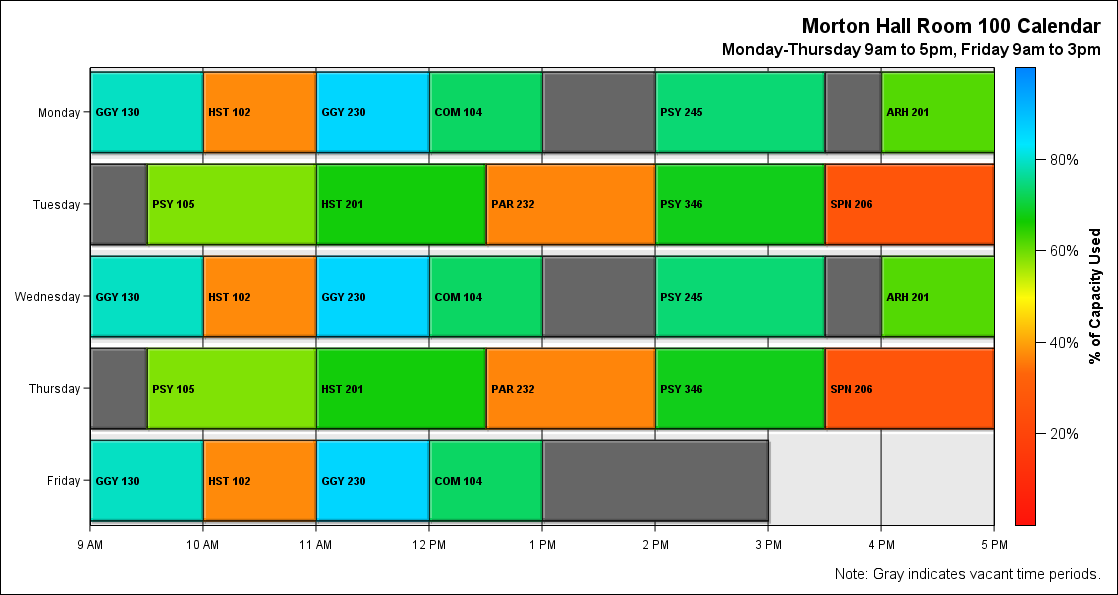 Morton Hall Room 100 Calendar
Monday-Thursday 9am to 5pm, Friday 9am to 3pm
Monday
GGY 130 HST 102 GGY 230 COM 104 PSY 245 ARH 201
80%
Tuesday
PSY 105 HST 201 PAR 232 PSY 346 SPN 206
60%
Wednesday
GGY 130 HST 102 GGY 230 COM 104 PSY 245 ARH 201
% of Capacity Used
40%
Thursday
PSY 105 HST 201 PAR 232 PSY 346 SPN 206
20%
Friday
GGY 130 HST 102 GGY 230 COM 104
9 AM 10 AM 11 AM 12 PM 1 PM 2 PM 3 PM 4 PM 5 PM
Note: Gray indicates vacant time periods.